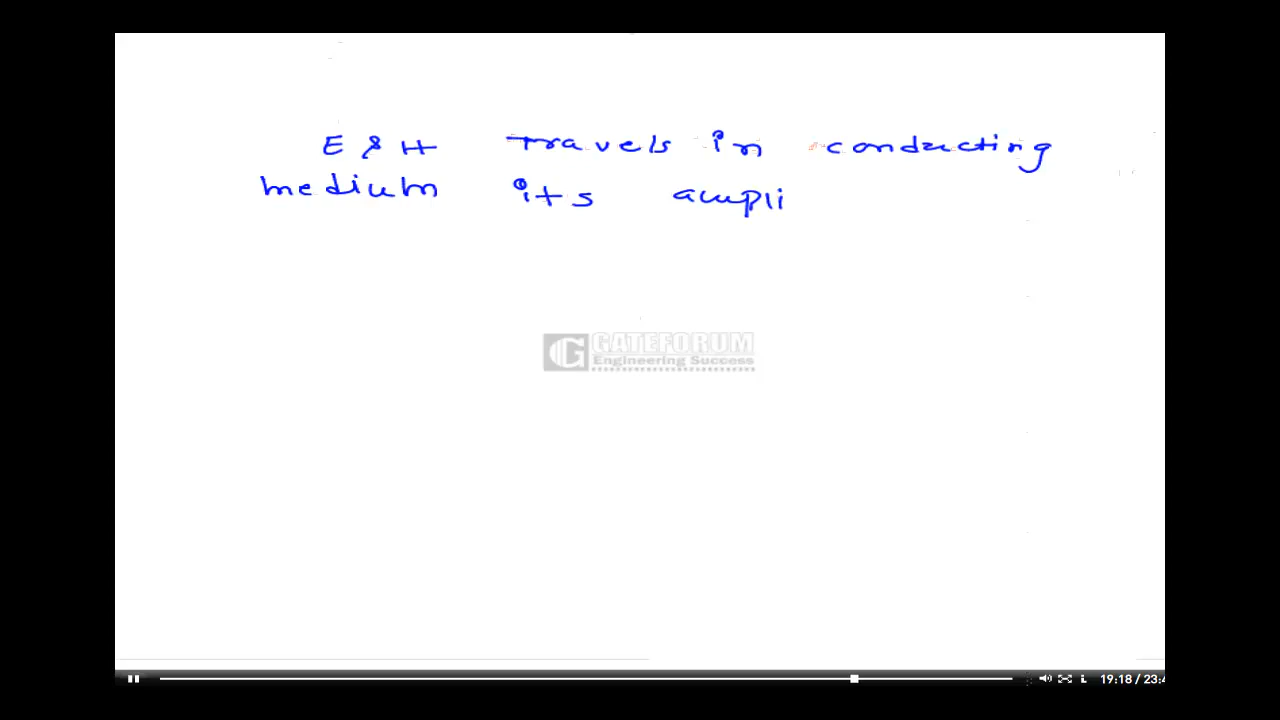 E & H travels in conducting
medium its ampli
GATEFORUM
Engineering Success
19:18 / 23:4